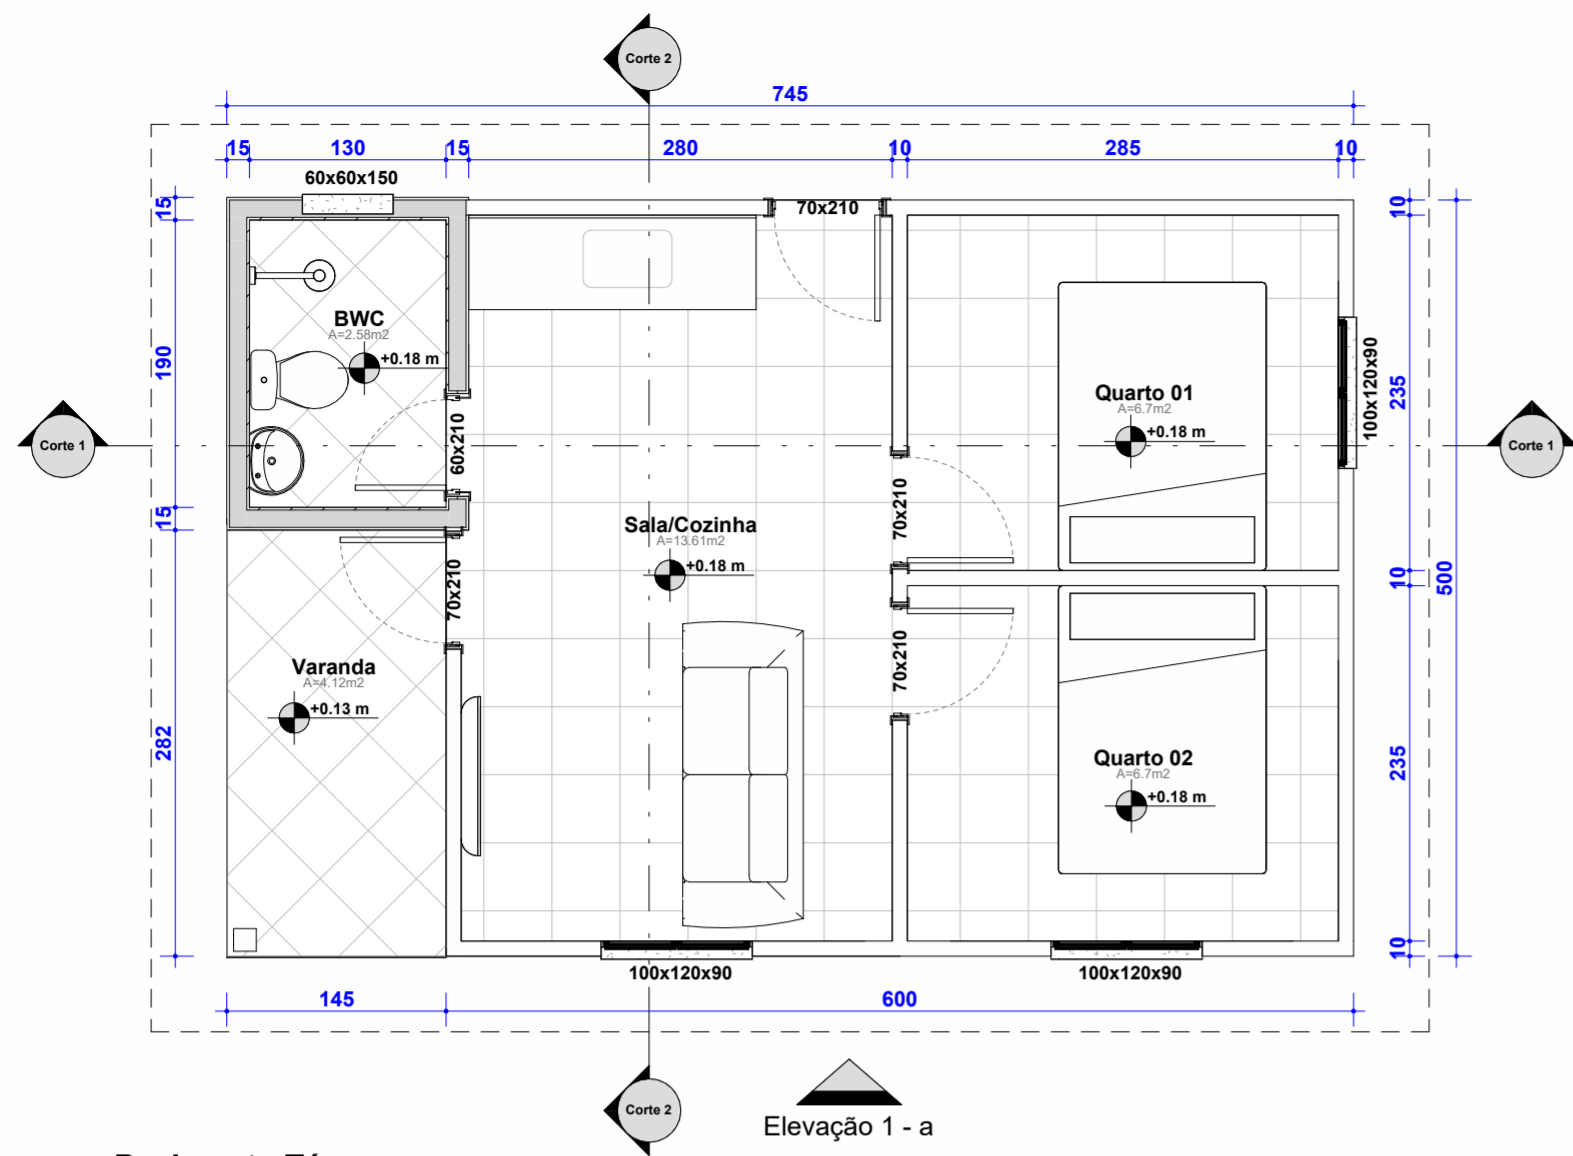 Corte 2
745
15
130
15
280
10
285
10
60x60x150
15
70x210
10
BWC
A=2.58m2
+0.18 m
190
60x210
Quarto 01
A=6.7m2
+0.18 m
100x120x90
235
Corte 1
Corte 1
15
70x210
Sala/Cozinha
A=13.61m2
+0.18 m
70x210
10
500
Varanda
A=4.12m2
+0.13 m
282
70x210
Quarto 02
A=6.7m2
+0.18 m
235
10
100x120x90
100x120x90
145
600
Corte 2
Elevação 1 - a